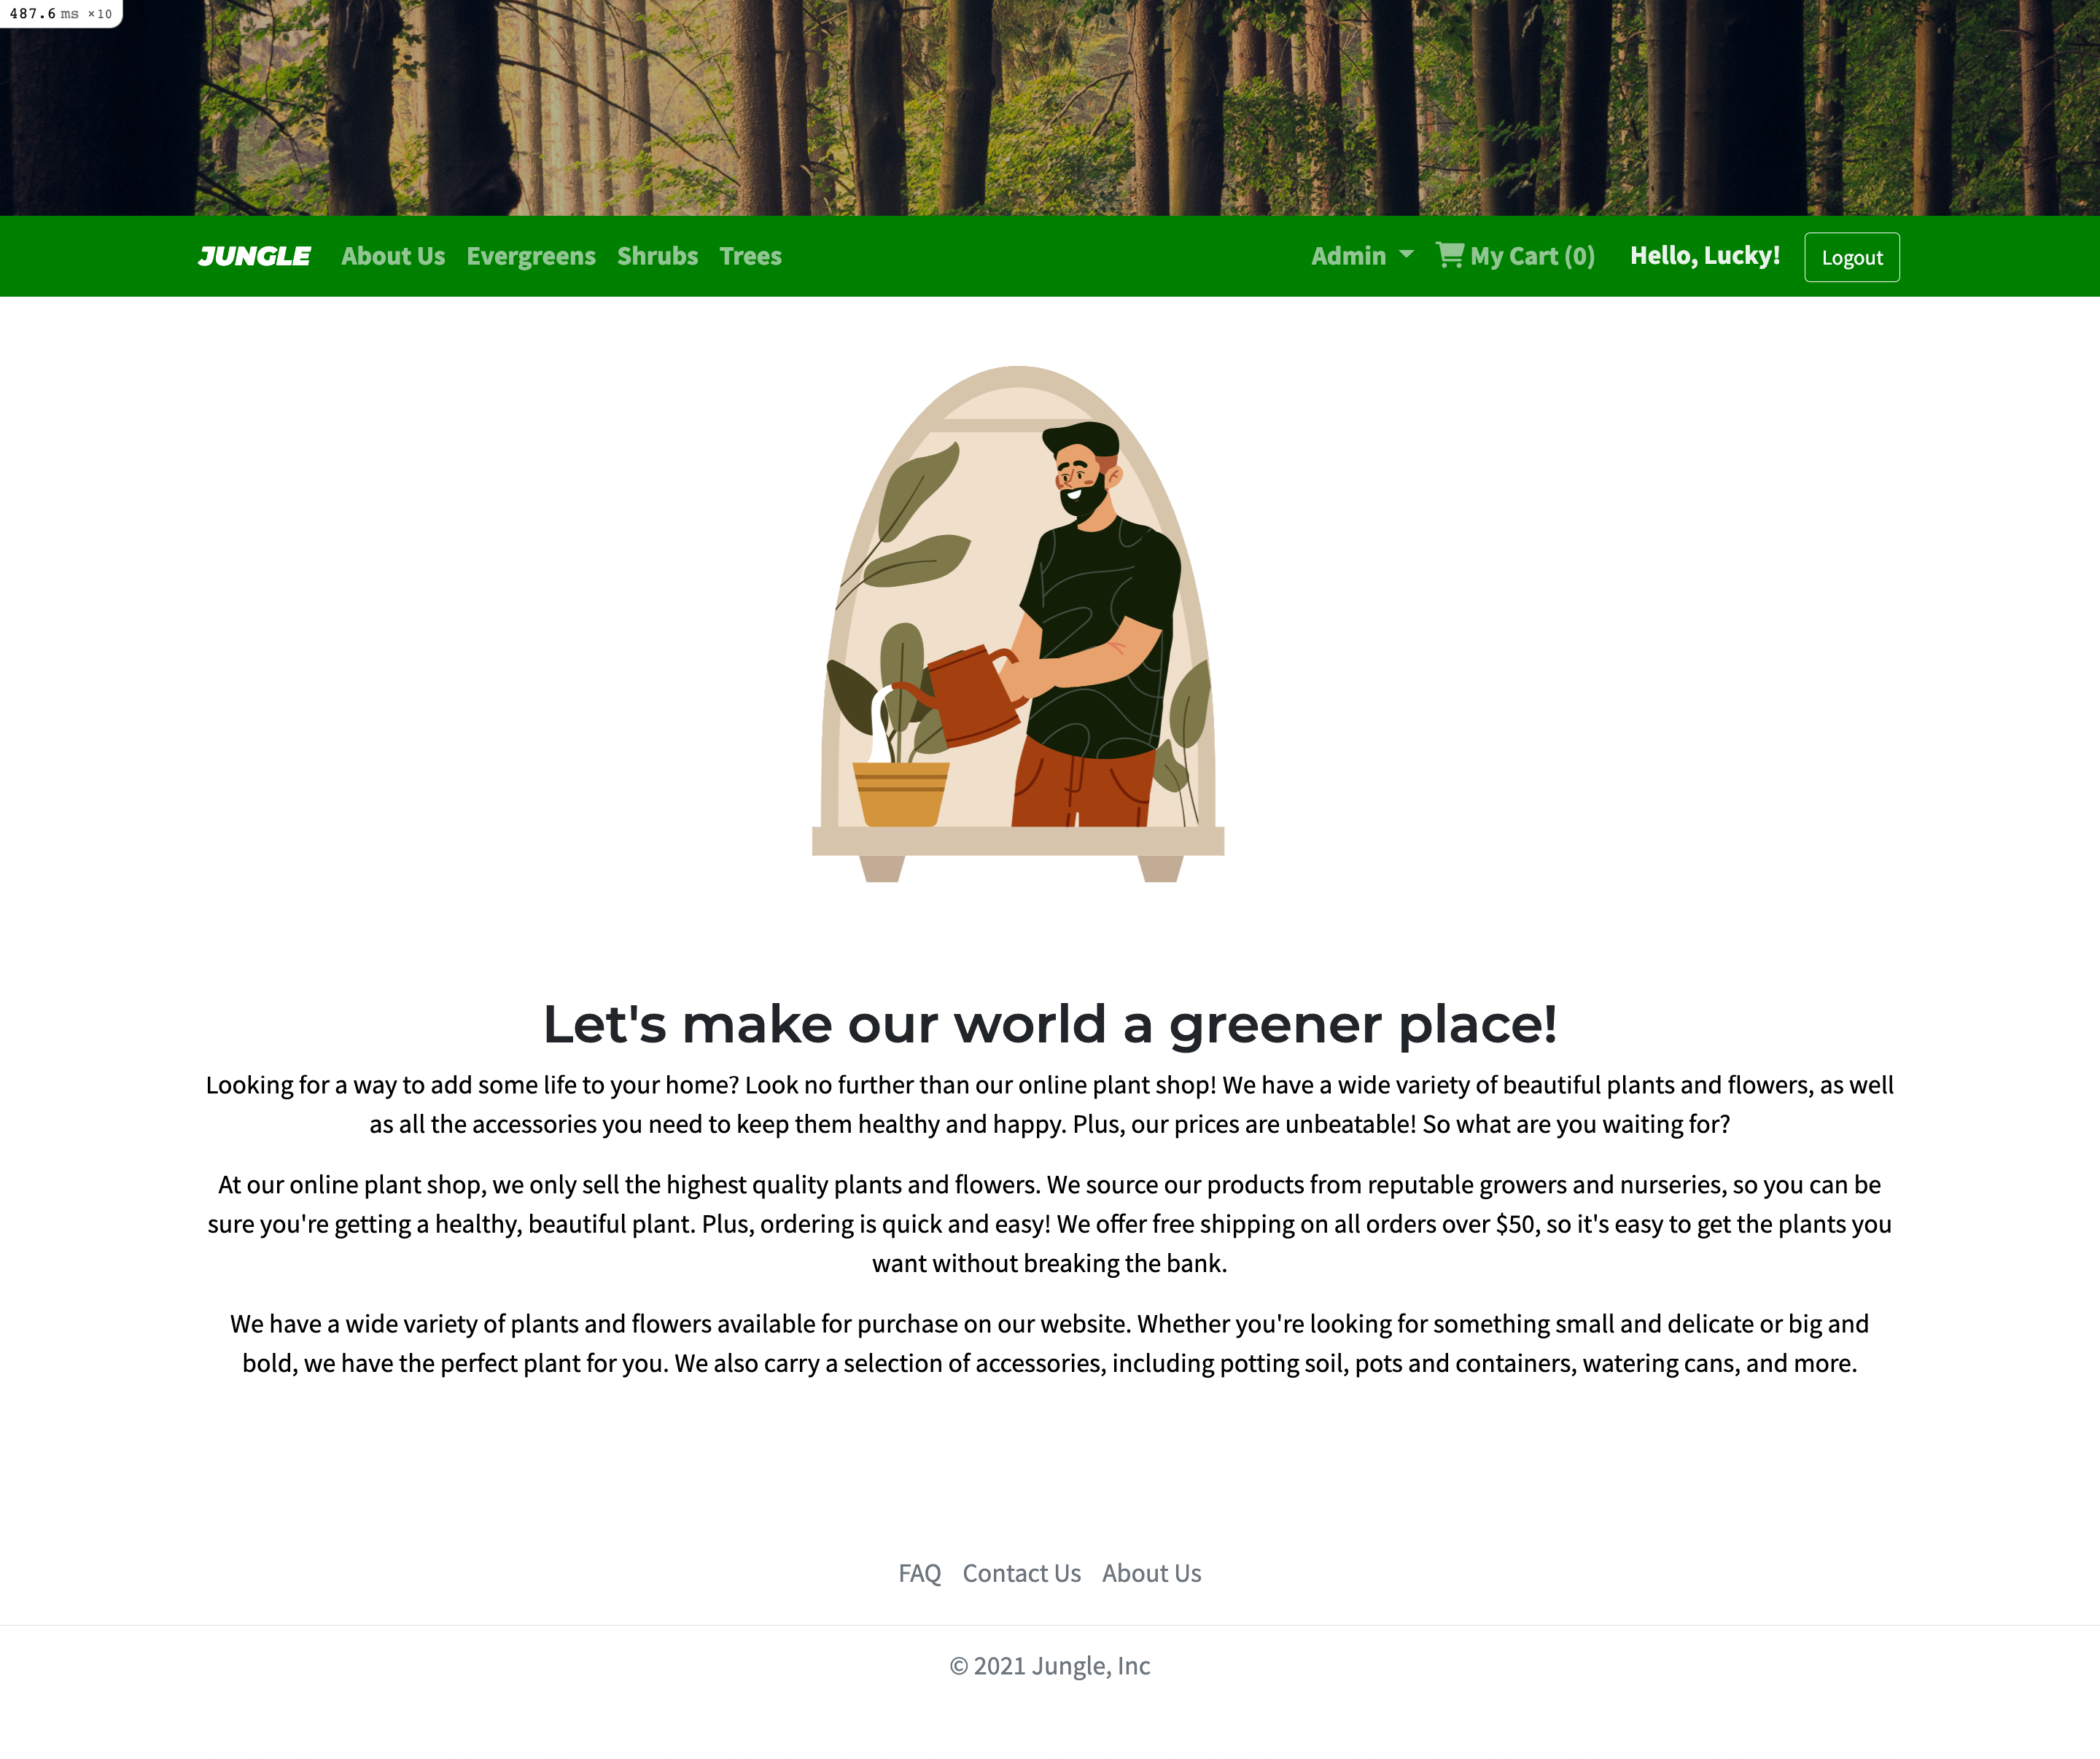 487.6 ms ×10
JUNGLE About Us Evergreens Shrubs Trees Admin My Cart (0) Hello, Lucky! Logout
Let's make our world a greener place!
Looking for a way to add some life to your home? Look no further than our online plant shop! We have a wide variety of beautiful plants and flowers, as well
as all the accessories you need to keep them healthy and happy. Plus, our prices are unbeatable! So what are you waiting for?
At our online plant shop, we only sell the highest quality plants and flowers. We source our products from reputable growers and nurseries, so you can be
sure you're getting a healthy, beautiful plant. Plus, ordering is quick and easy! We offer free shipping on all orders over $50, so it's easy to get the plants you
want without breaking the bank.
We have a wide variety of plants and flowers available for purchase on our website. Whether you're looking for something small and delicate or big and
bold, we have the perfect plant for you. We also carry a selection of accessories, including potting soil, pots and containers, watering cans, and more.
FAQ Contact Us About Us
© 2021 Jungle, Inc